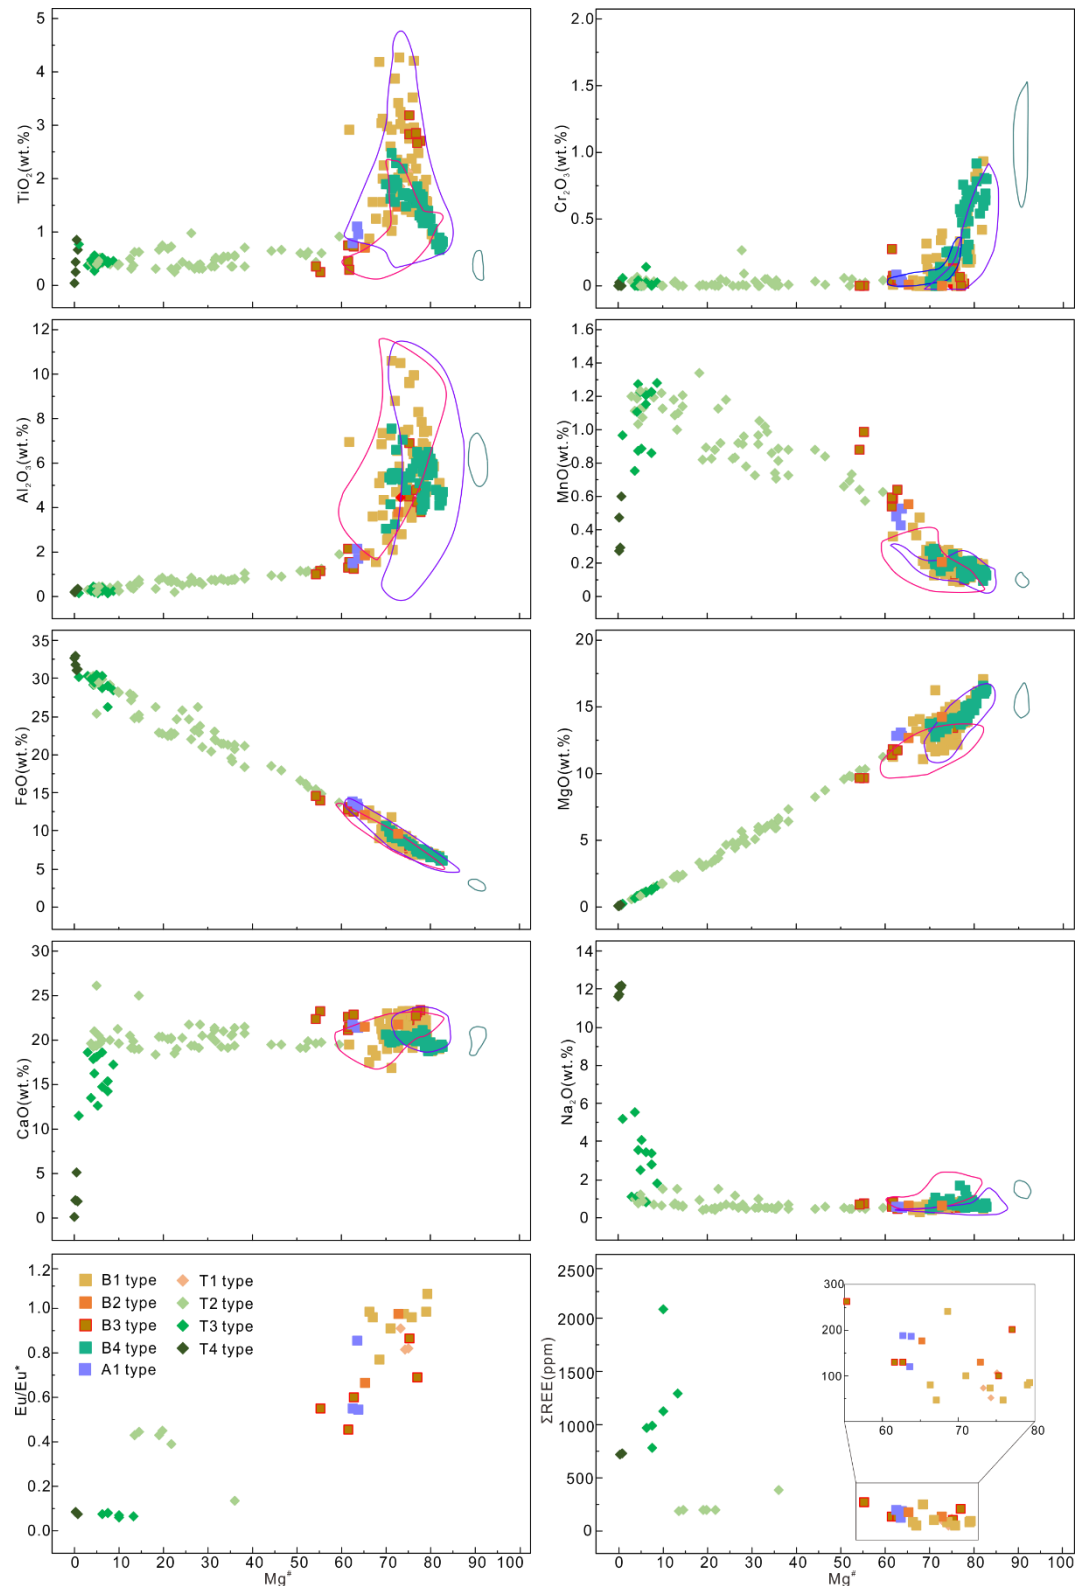 5
4
3
2
1
0
TiO₂(wt.%)
2.0
1.5
1.0
0.5
0
Cr₂O₃(wt.%)
12
10
8
6
4
2
0
Al₂O₃(wt.%)
1.6
1.4
1.2
1.0
0.8
0.6
0.4
0.2
0
MnO(wt.%)
35
30
25
20
15
10
5
0
FeO(wt.%)
20
15
10
5
0
MgO(wt.%)
30
25
20
15
10
5
0
CaO(wt.%)
14
12
10
8
6
4
2
0
Na₂O(wt.%)
1.2
1.0
0.8
0.6
0.4
0.2
0.0
Eu/Eu*
B1 type
T1 type
B2 type
T2 type
B3 type
T3 type
B4 type
T4 type
A1 type
0 10 20 30 40 50 60 70 80 90 100
Mg#
2500
2000
1500
1000
500
0
ΣREE(ppm)
300
200
100
60 70 80
0 10 20 30 40 50 60 70 80 90 100
Mg#